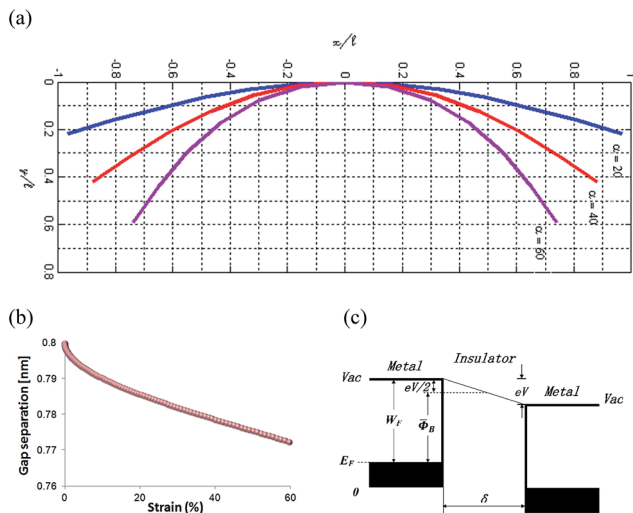 (a)
x/ℓ
-1 -0.8 -0.6 -0.4 -0.2 0 0.2 0.4 0.6 0.8 1
0
0.2
0.4
0.6
0.8
y/ℓ
α = 20
α = 40
α = 60
(b)
Gap separation [nm]
0.8
0.79
0.78
0.77
0.76
0 20 40 60
Strain (%)
(c)
Metal Insulator
Vac
eV/2 eV Metal
Vac
W_F Φ̅_B
E_F
0
δ